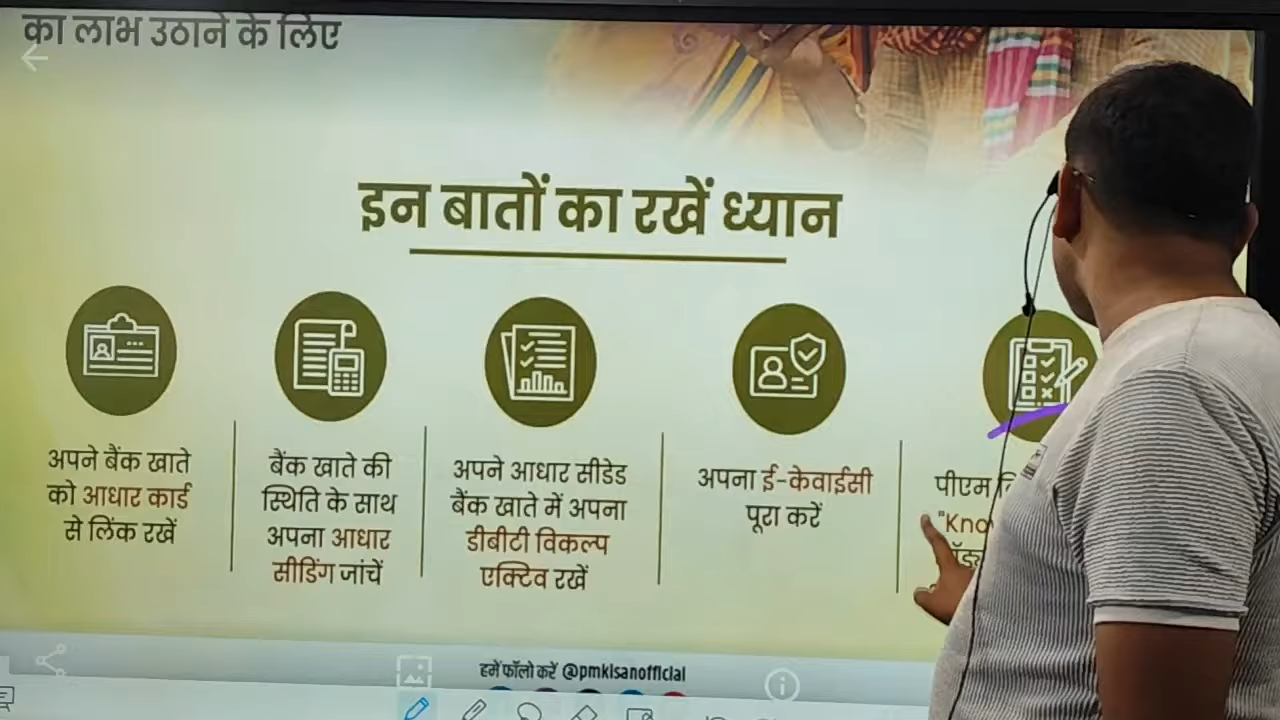 का लाभ उठाने के लिए
इन बातों का रखें ध्यान
अपने बैंक खाते
को आधार कार्ड
से लिंक रखें
बैंक खाते की
स्थिति के साथ
अपना आधार
सीडिंग जांचें
अपने आधार सीडेड
बैंक खाते में अपना
डीबीटी विकल्प
एक्टिव रखें
अपना ई-केवाईसी
पूरा करें
पीएम
हमें फॉलो करें @pmkisanofficial